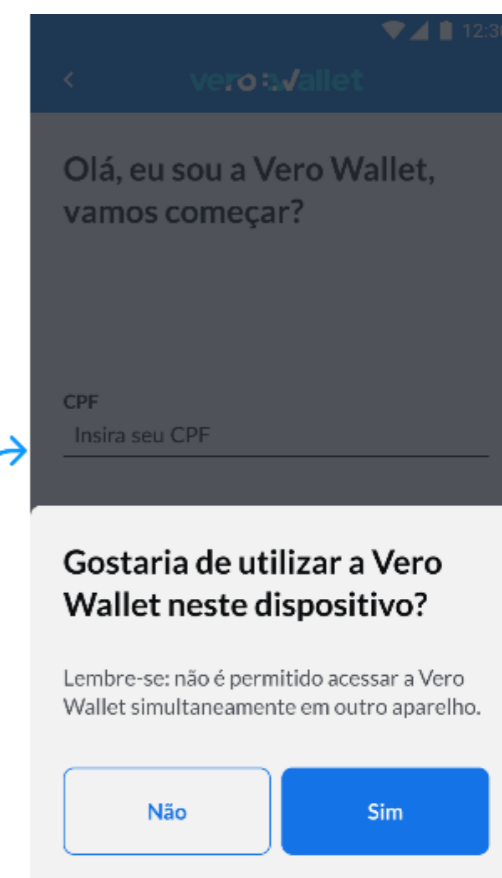 12:30
vero wallet
Olá, eu sou a Vero Wallet,
vamos começar?
CPF
Insira seu CPF
Gostaria de utilizar a Vero
Wallet neste dispositivo?
Lembre-se: não é permitido acessar a Vero
Wallet simultaneamente em outro aparelho.
Não
Sim